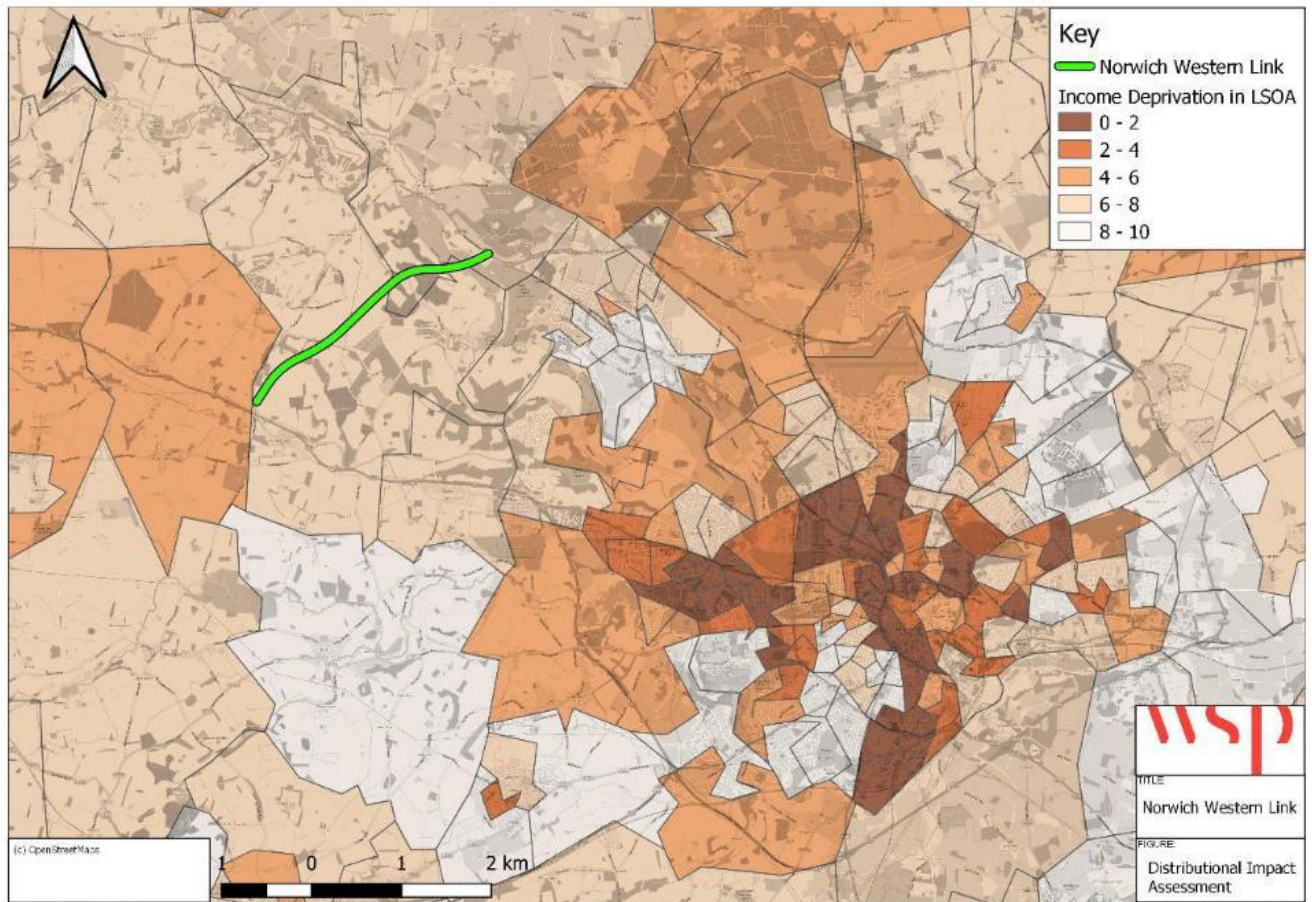 Key
Norwich Western Link
Income Deprivation in LSOA
0 - 2
2 - 4
4 - 6
6 - 8
8 - 10
wsp
TITLE:
Norwich Western Link
FIGURE:
Distributional Impact
Assessment
(c) OpenStreetMaps
1 0 1 2 km